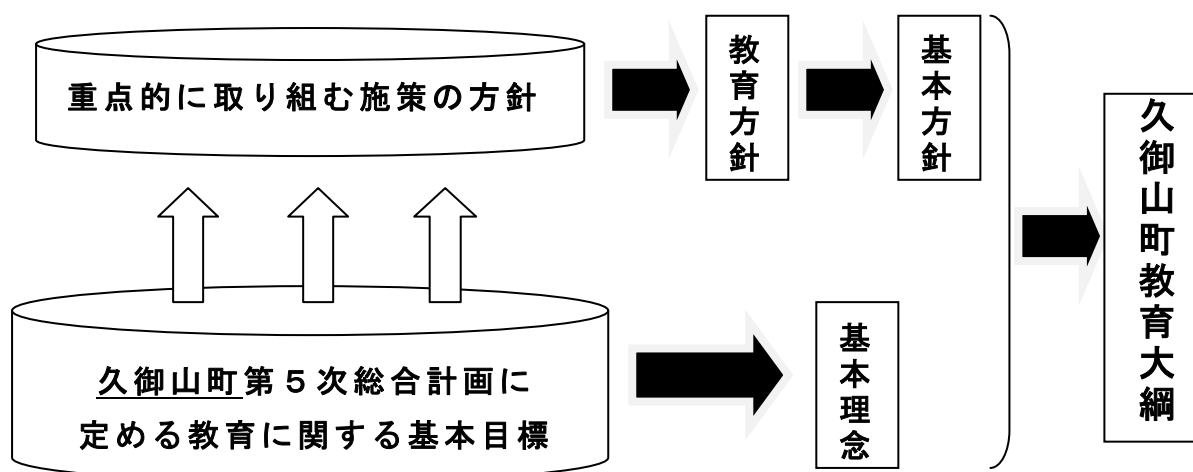 重点的に取り組む施策の方針
教育方針
基本方針
久御山町教育大綱
久御山町第５次総合計画に
定める教育に関する基本目標
基本理念